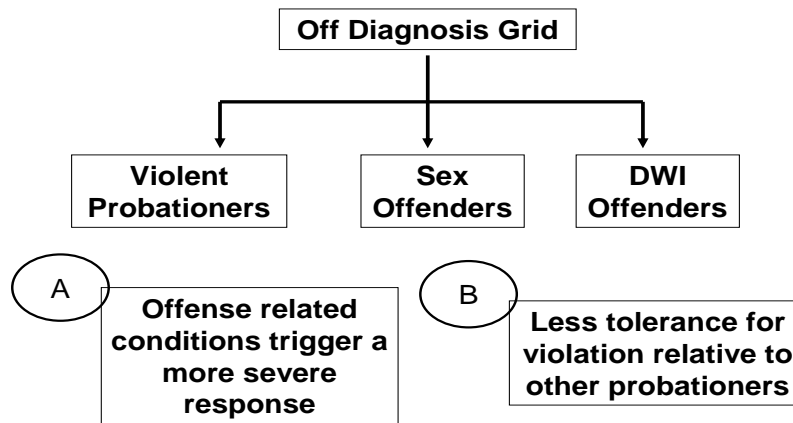 Off Diagnosis Grid
Violent
Probationers
Sex
Offenders
DWI
Offenders
A
Offense related
conditions trigger a
more severe
response
B
Less tolerance for
violation relative to
other probationers